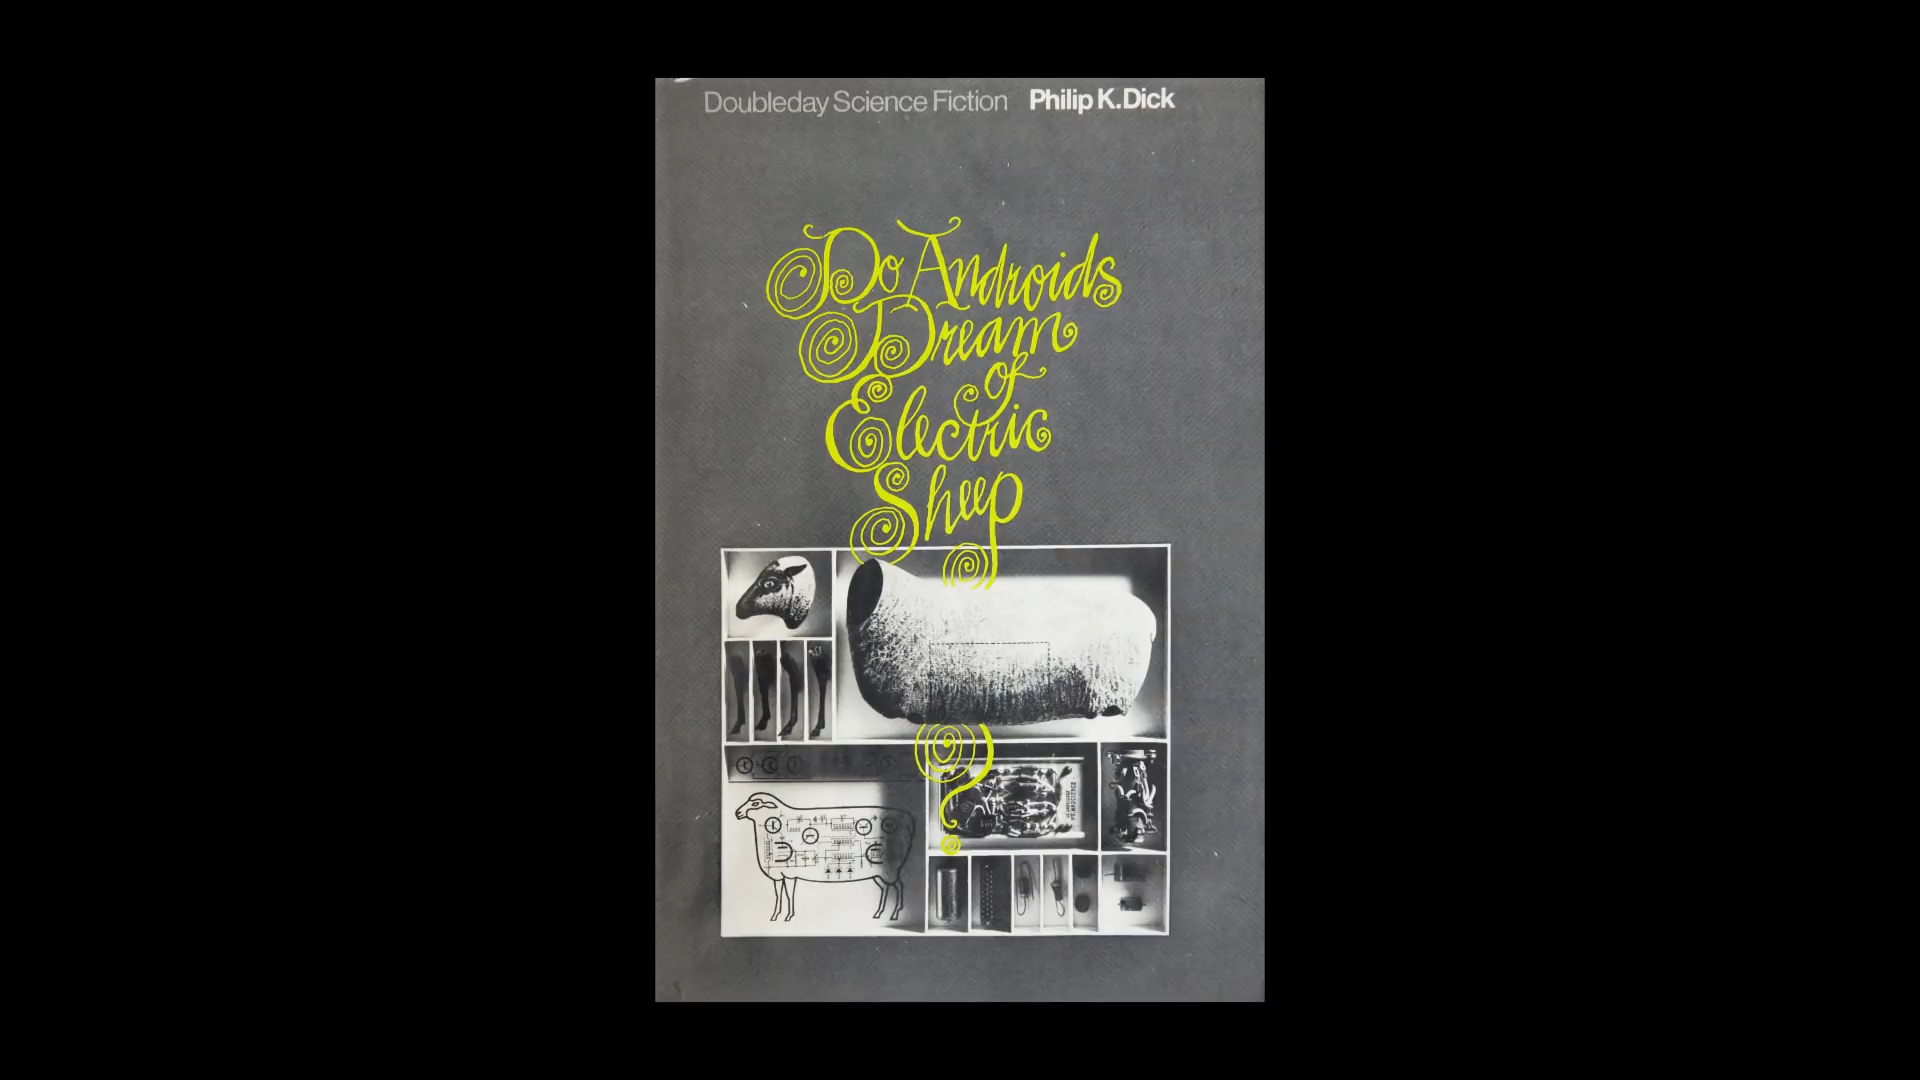 Doubleday Science Fiction Philip K. Dick
Do Androids
Dream
of
Electric
Sheep
?